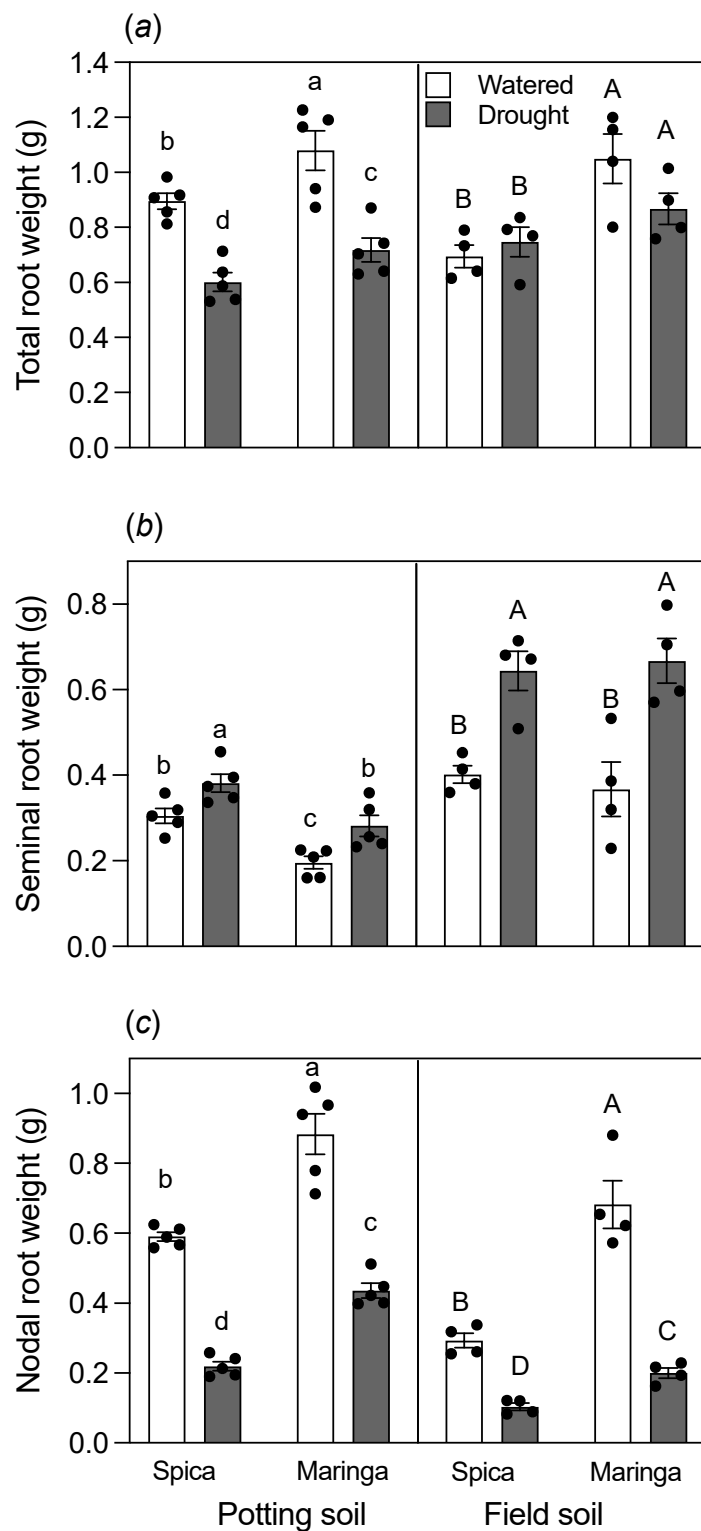 (a)
Total root weight (g)
1.4
1.2
1.0
0.8
0.6
0.4
0.2
0.0
b
d
a
c
Watered
Drought
B
B
A
A
(b)
Seminal root weight (g)
0.8
0.6
0.4
0.2
0.0
b
a
c
b
B
A
B
A
(c)
Nodal root weight (g)
1.0
0.8
0.6
0.4
0.2
0.0
b
d
a
c
B
D
A
C
Spica Maringa Spica Maringa
Potting soil Field soil